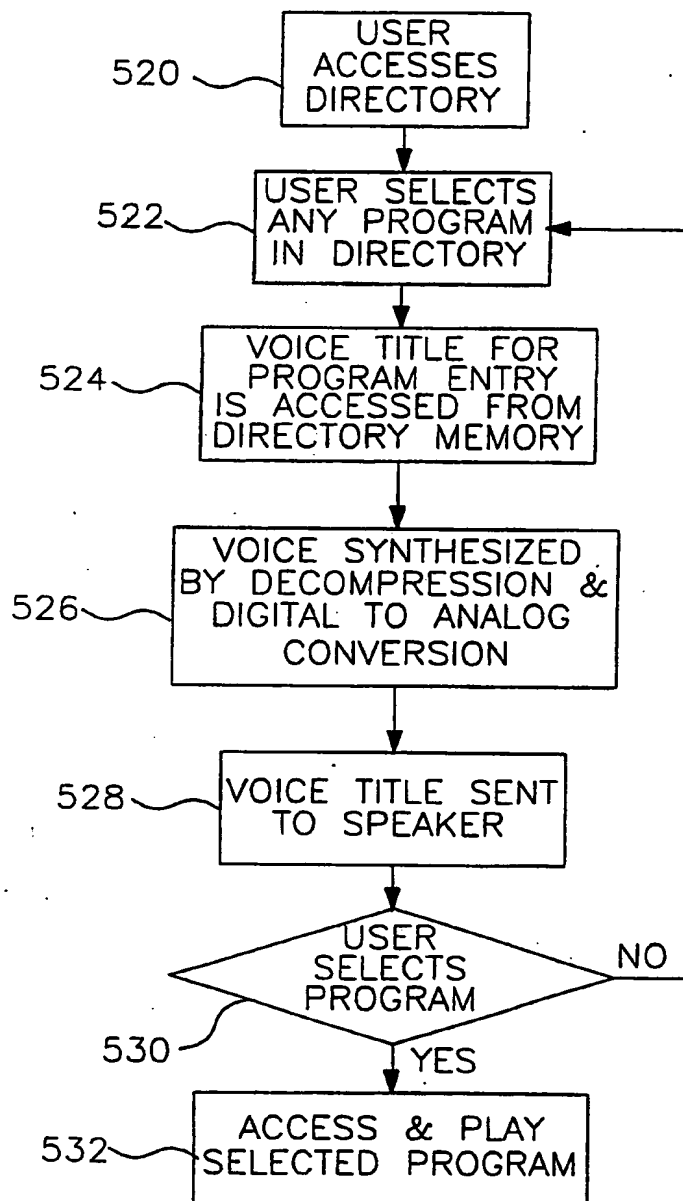 520
USER
ACCESSES
DIRECTORY
522
USER SELECTS
ANY PROGRAM
IN DIRECTORY
524
VOICE TITLE FOR
PROGRAM ENTRY
IS ACCESSED FROM
DIRECTORY MEMORY
526
VOICE SYNTHESIZED
BY DECOMPRESSION &
DIGITAL TO ANALOG
CONVERSION
528
VOICE TITLE SENT
TO SPEAKER
530
USER
SELECTS
PROGRAM
NO
YES
532
ACCESS & PLAY
SELECTED PROGRAM